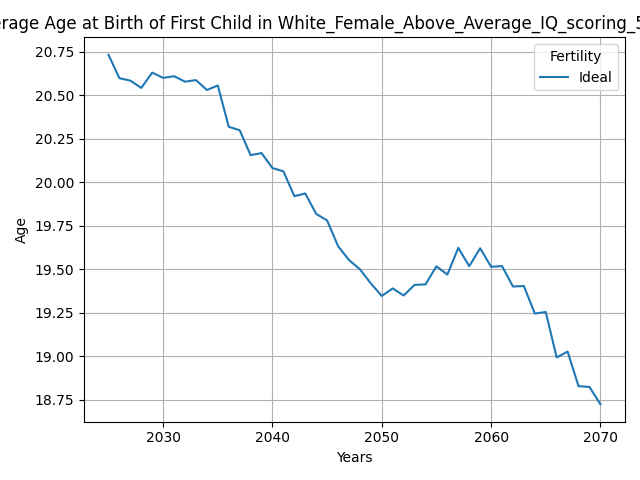 erage Age at Birth of First Child in White_Female_Above_Average_IQ_scoring_5
Fertility
Ideal
20.75
20.50
20.25
20.00
19.75
19.50
19.25
19.00
18.75
Age
2030 2040 2050 2060 2070
Years